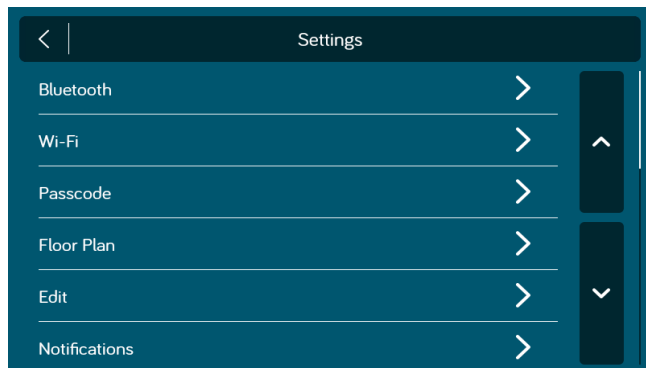 Settings
Bluetooth
Wi-Fi
Passcode
Floor Plan
Edit
Notifications